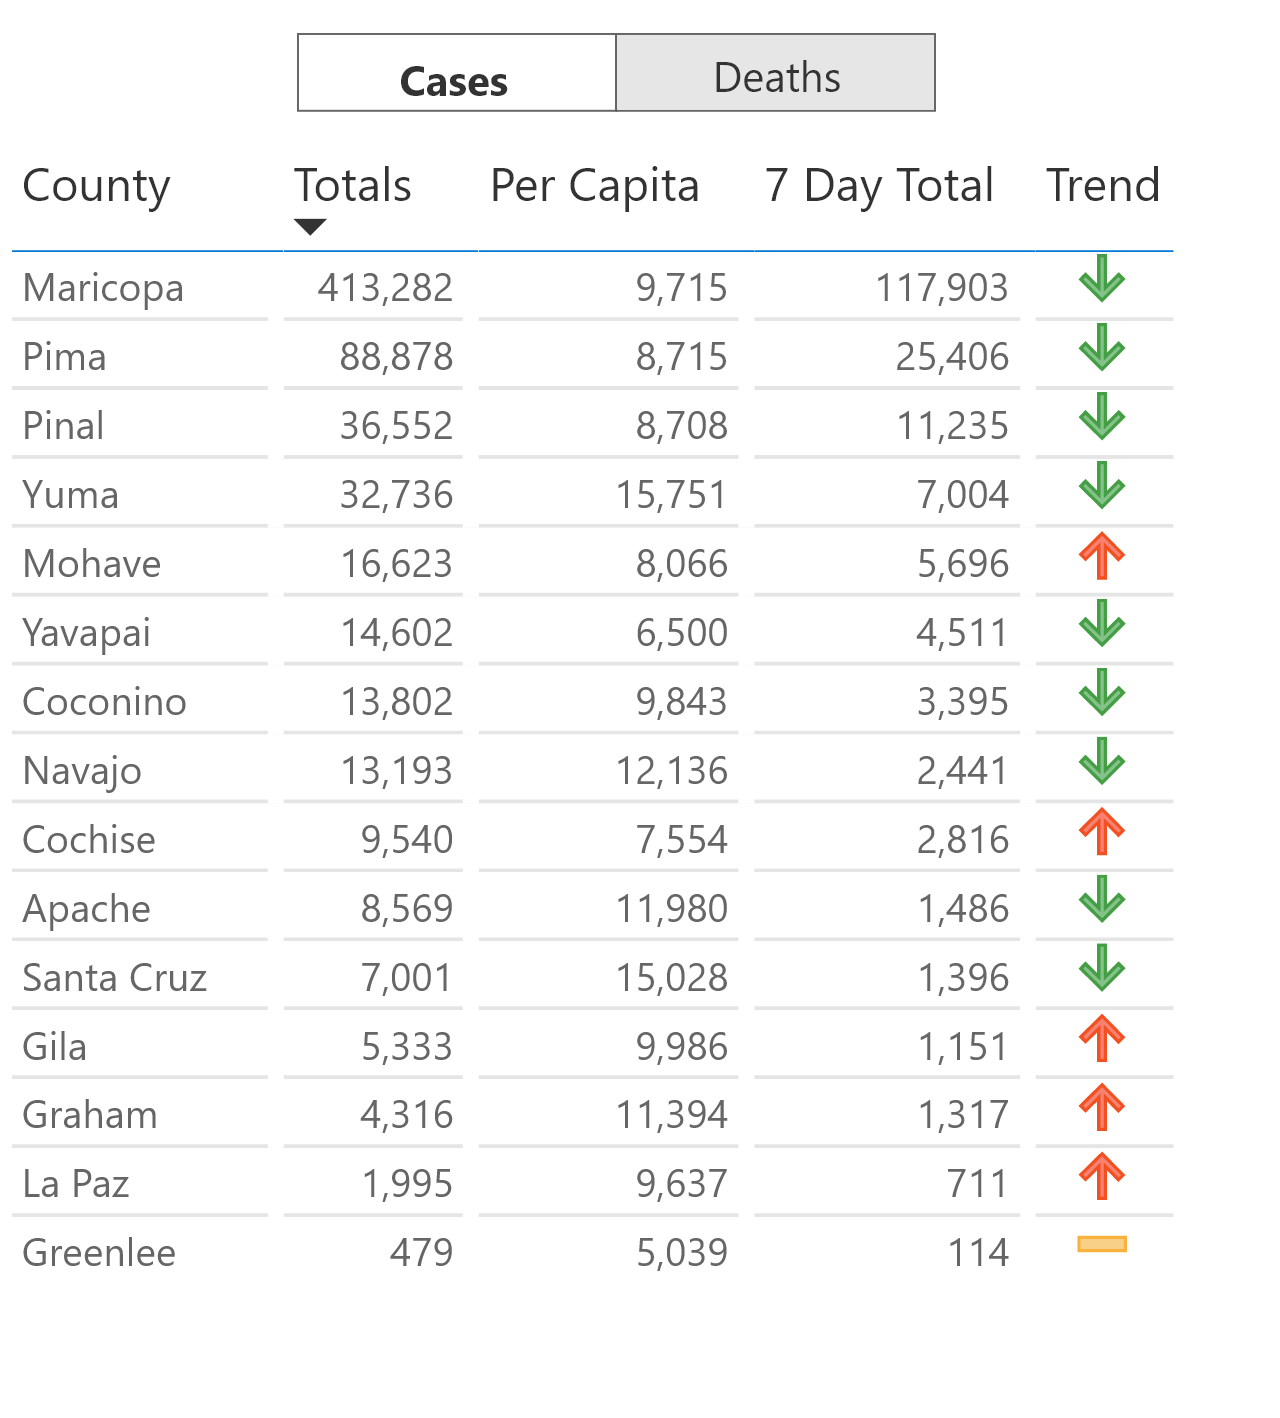 Cases Deaths
County Totals Per Capita 7 Day Total Trend
Maricopa 413,282 9,715 117,903
Pima 88,878 8,715 25,406
Pinal 36,552 8,708 11,235
Yuma 32,736 15,751 7,004
Mohave 16,623 8,066 5,696
Yavapai 14,602 6,500 4,511
Coconino 13,802 9,843 3,395
Navajo 13,193 12,136 2,441
Cochise 9,540 7,554 2,816
Apache 8,569 11,980 1,486
Santa Cruz 7,001 15,028 1,396
Gila 5,333 9,986 1,151
Graham 4,316 11,394 1,317
La Paz 1,995 9,637 711
Greenlee 479 5,039 114